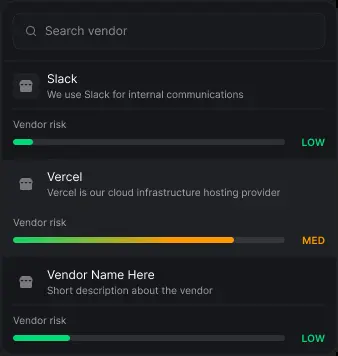 Search vendor
Slack
We use Slack for internal communications
Vendor risk
LOW
Vercel
Vercel is our cloud infrastructure hosting provider
Vendor risk
MED
Vendor Name Here
Short description about the vendor
Vendor risk
LOW